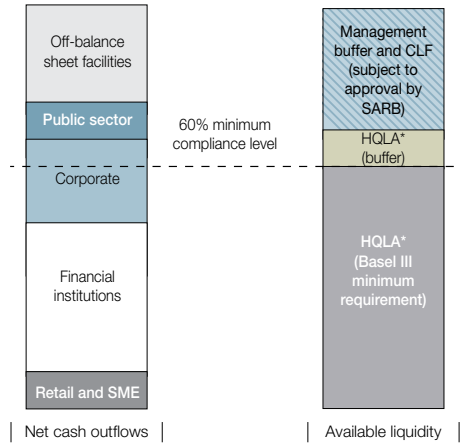 Off-balance
sheet facilities
Public sector
Corporate
Financial
institutions
Retail and SME
Net cash outflows
60% minimum
compliance level
Management
buffer and CLF
(subject to
approval by
SARB)
HQLA*
(buffer)
HQLA*
(Basel III
minimum
requirement)
Available liquidity